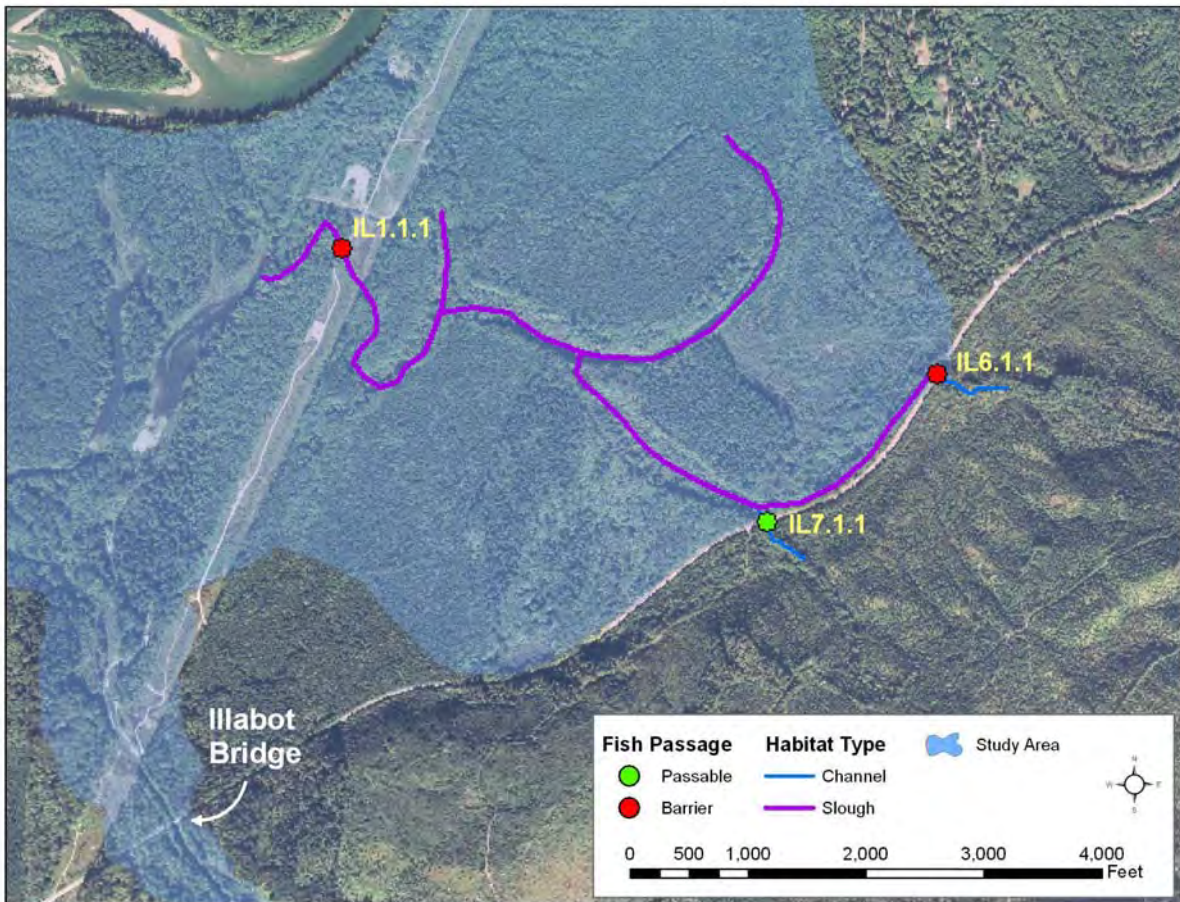 IL1.1.1
IL6.1.1
IL7.1.1
Illabot
Bridge
Fish Passage
Passable
Barrier
Habitat Type
Channel
Slough
Study Area
N
W E
S
0 500 1,000 2,000 3,000 4,000
Feet